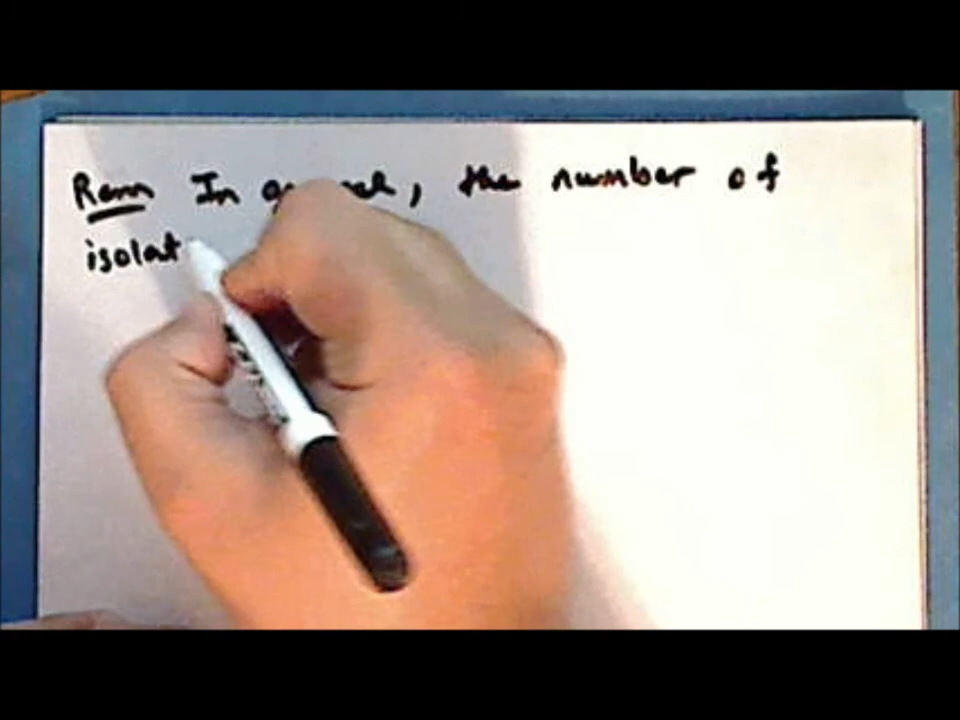 Rem In the number of
isolat